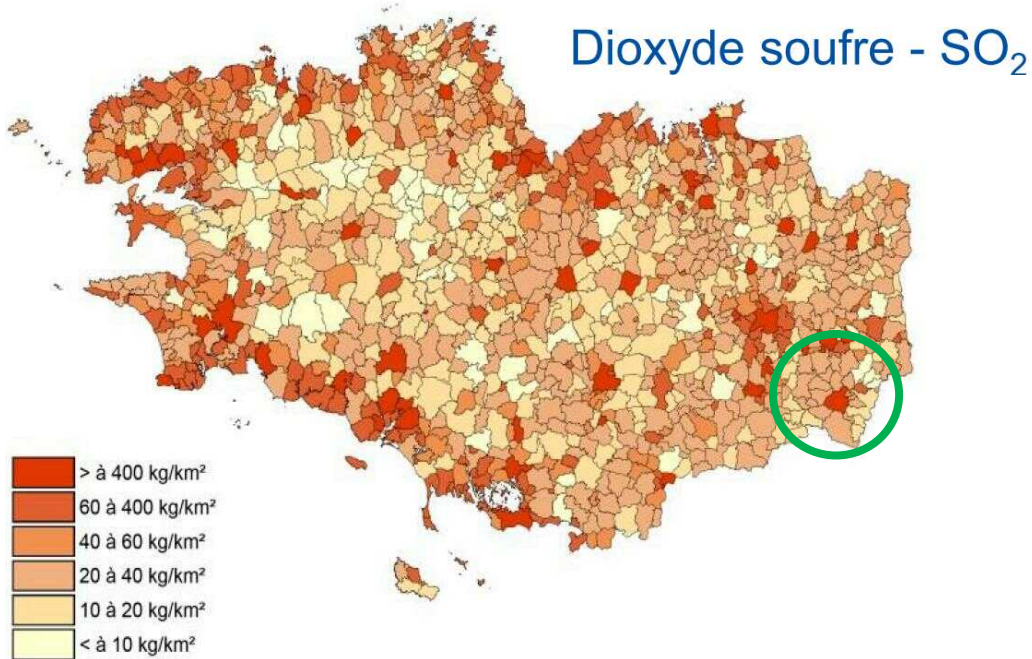 Dioxyde soufre - SO₂
> à 400 kg/km²
60 à 400 kg/km²
40 à 60 kg/km²
20 à 40 kg/km²
10 à 20 kg/km²
< à 10 kg/km²